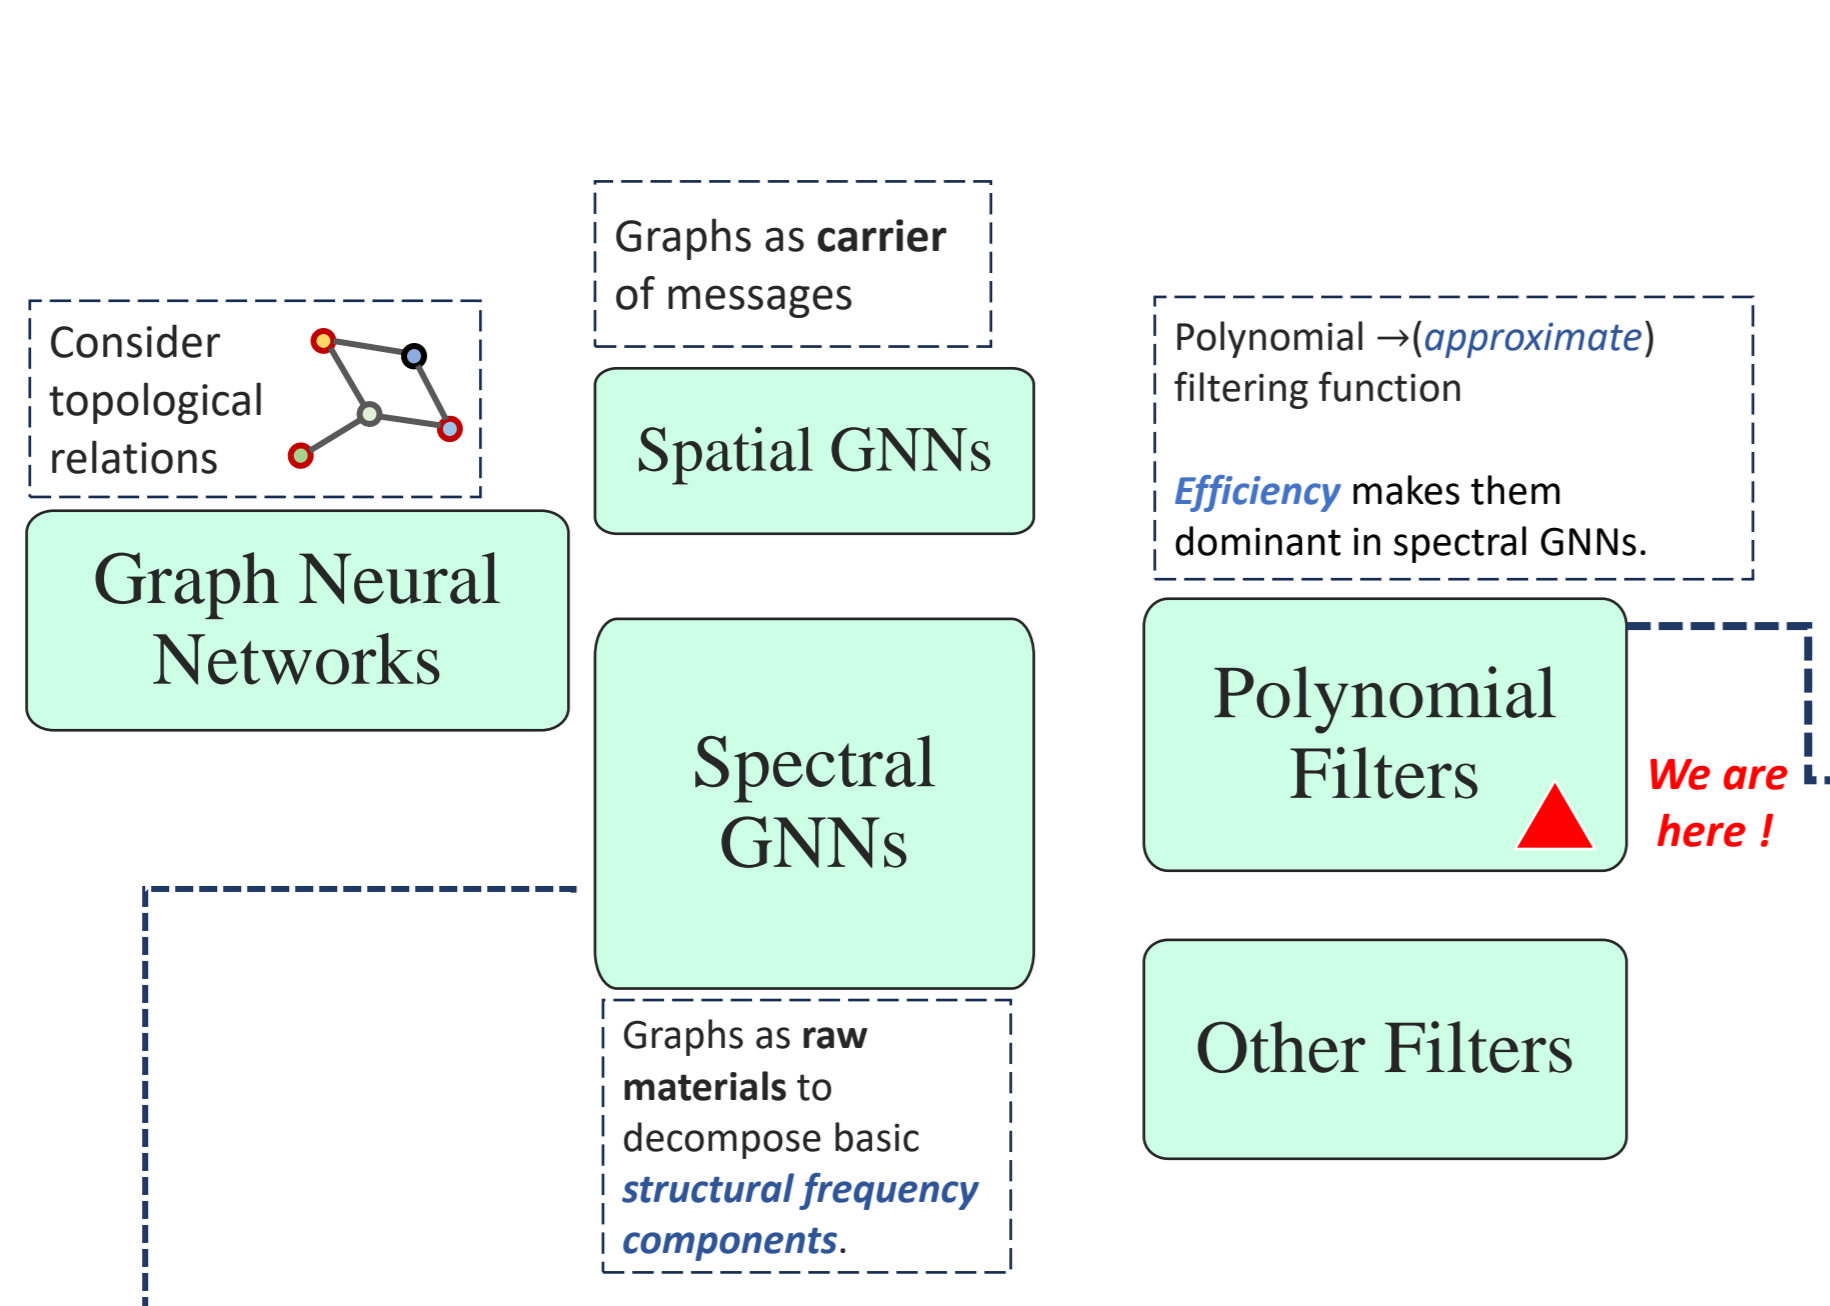 Consider
topological
relations
Graph Neural
Networks
Graphs as carrier
of messages
Spatial GNNs
Spectral
GNNs
Graphs as raw
materials to
decompose basic
structural frequency
components.
Polynomial →(approximate)
filtering function
Efficiency makes them
dominant in spectral GNNs.
Polynomial
Filters
We are
here !
Other Filters